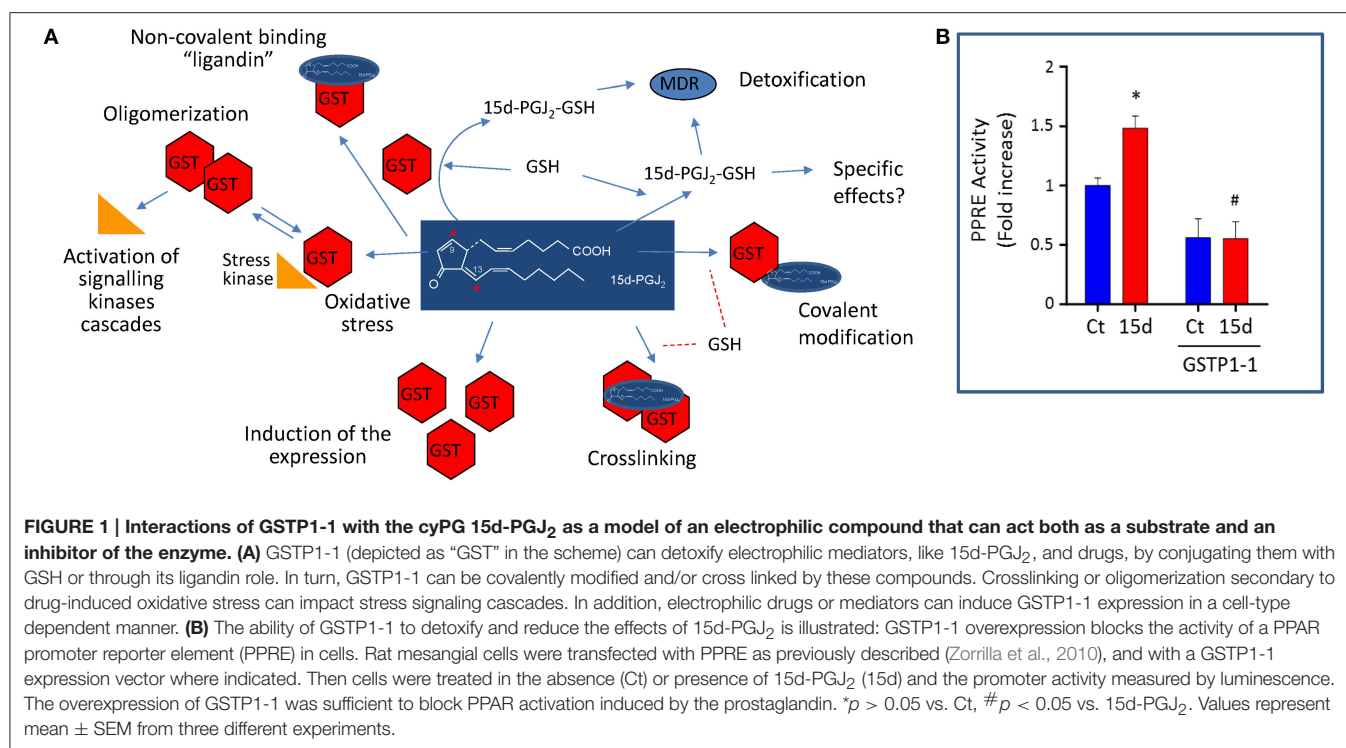 A
Non-covalent binding
"ligandin"
COOH
GST
Oligomerization
GST
GST
Activation of
signalling
kinases
cascades
Stress
kinase
GST
Oxidative
stress
GST
15d-PGJ2-GSH
MDR
Detoxification
GSH
15d-PGJ2-GSH
Specific
effects?
*
9
COOH
13
O
*
15d-PGJ2
GST
COOH
Covalent
modification
GSH
GST
GST
GST
Induction of the
expression
COOH
GST
GST
Crosslinking
B
PPRE Activity
(Fold increase)
2
1.5
1
0.5
0
*
#
Ct 15d Ct 15d
GSTP1-1
FIGURE 1 | Interactions of GSTP1-1 with the cyPG 15d-PGJ2 as a model of an electrophilic compound that can act both as a substrate and an
inhibitor of the enzyme. (A) GSTP1-1 (depicted as “GST” in the scheme) can detoxify electrophilic mediators, like 15d-PGJ2, and drugs, by conjugating them with
GSH or through its ligandin role. In turn, GSTP1-1 can be covalently modified and/or cross linked by these compounds. Crosslinking or oligomerization secondary to
drug-induced oxidative stress can impact stress signaling cascades. In addition, electrophilic drugs or mediators can induce GSTP1-1 expression in a cell-type
dependent manner. (B) The ability of GSTP1-1 to detoxify and reduce the effects of 15d-PGJ2 is illustrated: GSTP1-1 overexpression blocks the activity of a PPAR
promoter reporter element (PPRE) in cells. Rat mesangial cells were transfected with PPRE as previously described (Zorrilla et al., 2010), and with a GSTP1-1
expression vector where indicated. Then cells were treated in the absence (Ct) or presence of 15d-PGJ2 (15d) and the promoter activity measured by luminescence.
The overexpression of GSTP1-1 was sufficient to block PPAR activation induced by the prostaglandin. *p > 0.05 vs. Ct, #p < 0.05 vs. 15d-PGJ2. Values represent
mean ± SEM from three different experiments.